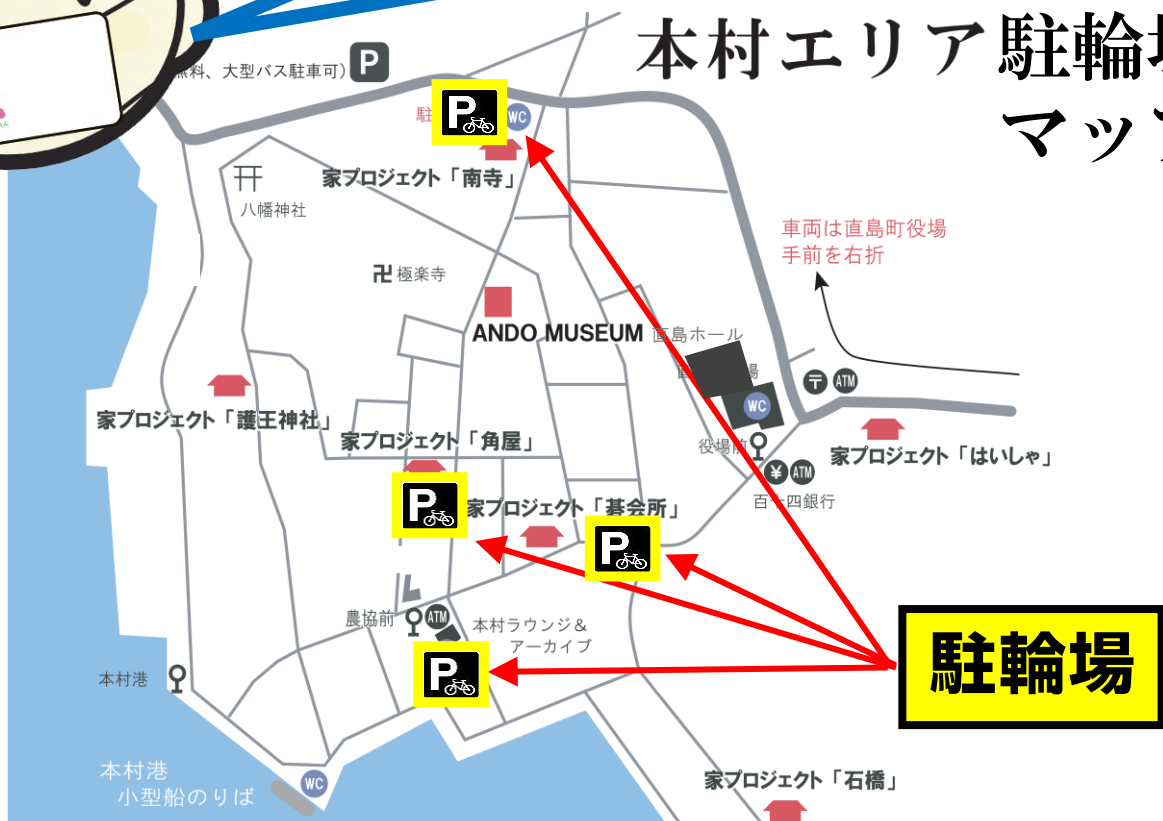 本村エリア駐輪場
マップ
無料、大型バス駐車可)
P
駐
P
WC
家プロジェクト「南寺」
八幡神社
車両は直島町役場
手前を右折
極楽寺
ANDO MUSEUM
直島ホール
〒
ATM
WC
家プロジェクト「護王神社」
家プロジェクト「角屋」
役場前
家プロジェクト「はいしゃ」
¥
ATM
百十四銀行
P
家プロジェクト「碁会所」
P
農協前
ATM
本村ラウンジ&
アーカイブ
駐輪場
P
本村港
本村港
小型船のりば
WC
家プロジェクト「石橋」